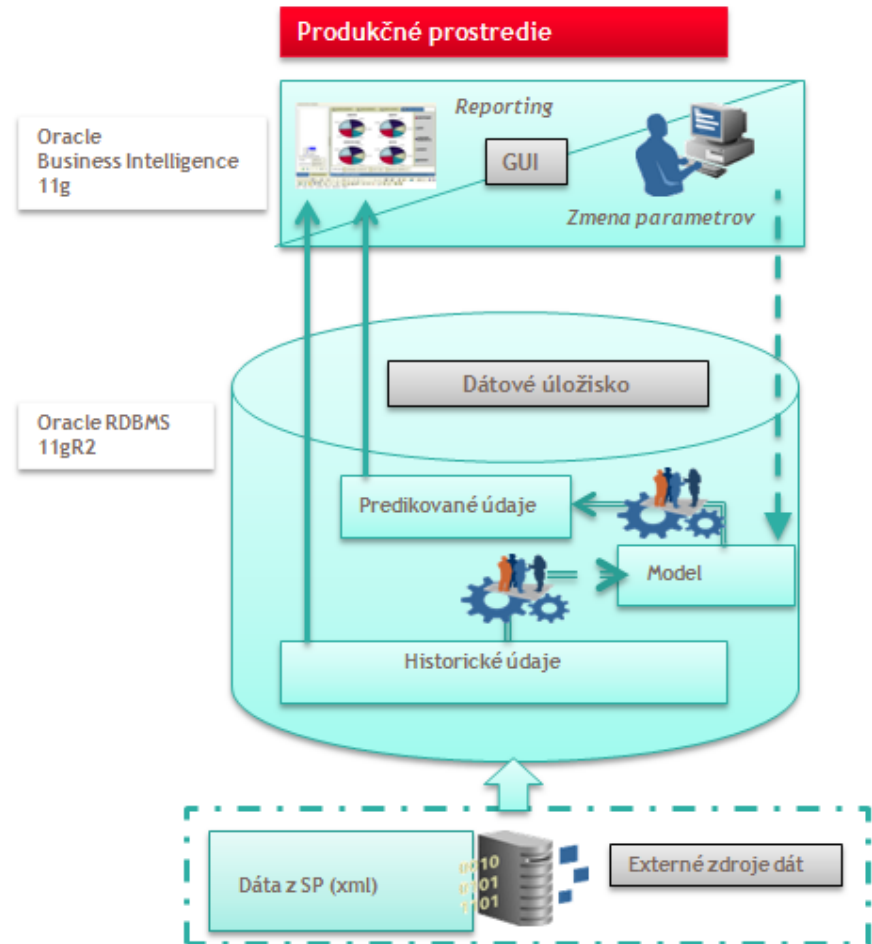 Produkčné prostredie
Oracle
Business Intelligence
11g
Reporting
GUI
Zmena parametrov
Dátové úložisko
Oracle RDBMS
11gR2
Predikované údaje
Model
Historické údaje
Dáta z SP (xml)
Externé zdroje dát